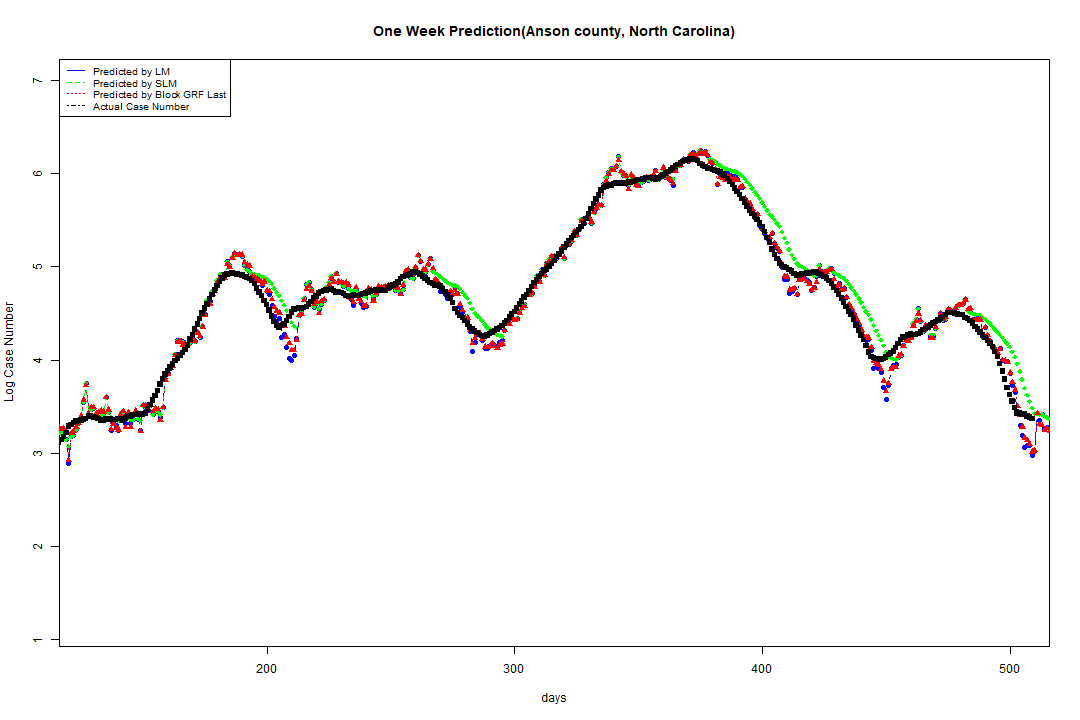 One Week Prediction(Anson county, North Carolina)
Predicted by LM
Predicted by SLM
Predicted by Block GRF Last
Actual Case Number
7
6
5
4
3
2
1
Log Case Number
200 300 400 500
days